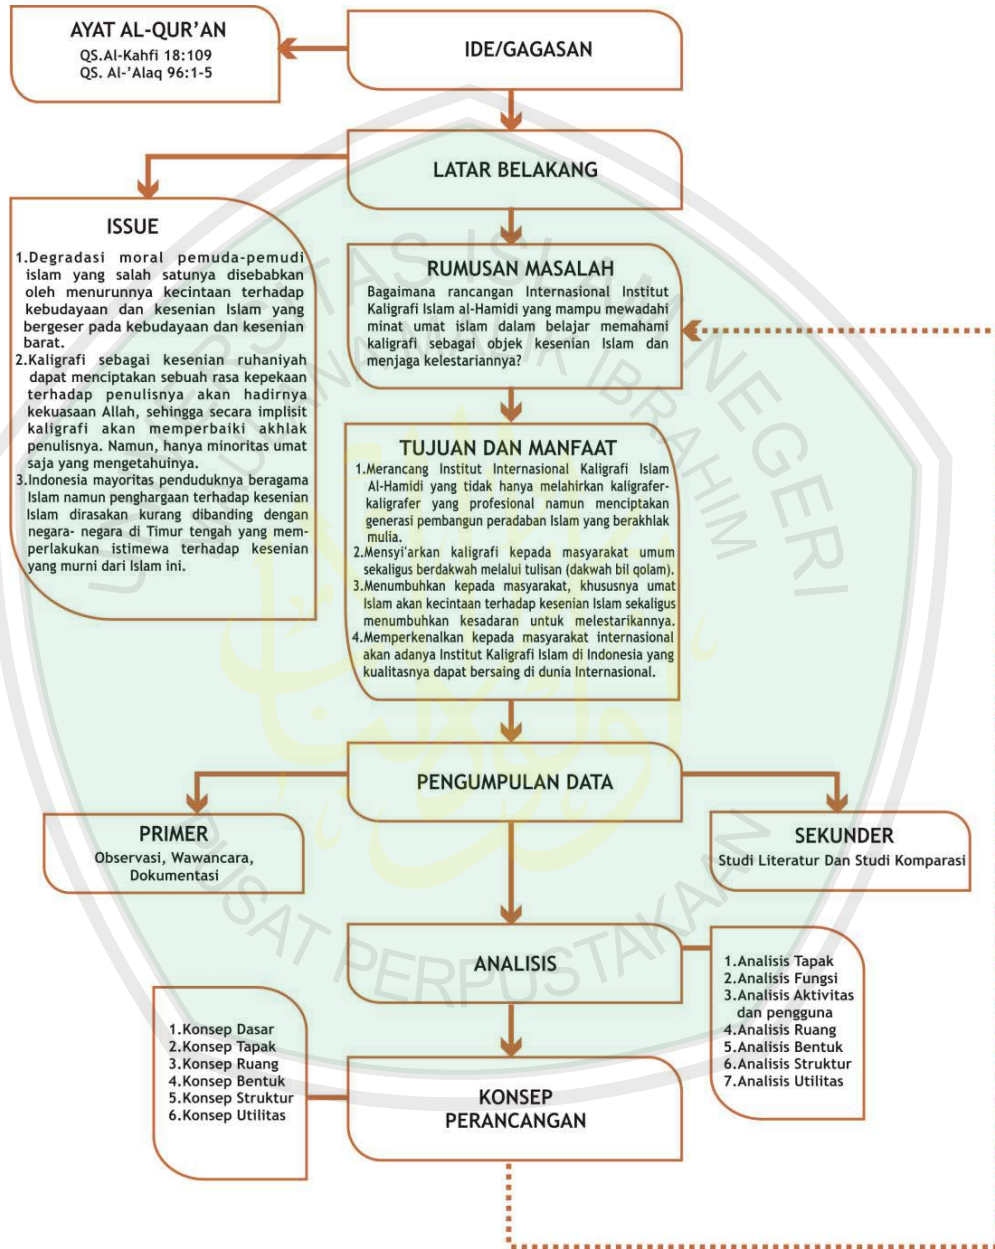 AYAT AL-QUR'AN
QS.Al-Kahfi 18:109
QS. Al-'Alaq 96:1-5
IDE/GAGASAN
LATAR BELAKANG
ISSUE
1.Degradasi moral pemuda-pemudi
islam yang salah satunya disebabkan
oleh menurunnya kecintaan terhadap
kebudayaan dan kesenian Islam yang
bergeser pada kebudayaan dan kesenian
barat.
2.Kaligrafi sebagai kesenian ruhaniyah
dapat menciptakan sebuah rasa kepekaan
terhadap penulisnya akan hadirnya
kekuasaan Allah, sehingga secara implisit
kaligrafi akan memperbaiki akhlak
penulisnya. Namun, hanya minoritas umat
saja yang mengetahuinya.
3.Indonesia mayoritas penduduknya beragama
Islam namun penghargaan terhadap kesenian
Islam dirasakan kurang dibanding dengan
negara- negara di Timur tengah yang mem-
perlakukan istimewa terhadap kesenian
yang murni dari Islam ini.
RUMUSAN MASALAH
Bagaimana rancangan Internasional Institut
Kaligrafi Islam al-Hamidi yang mampu mewadahi
minat umat islam dalam belajar memahami
kaligrafi sebagai objek kesenian Islam dan
menjaga kelestariannya?
TUJUAN DAN MANFAAT
1.Merancang Institut Internasional Kaligrafi Islam
Al-Hamidi yang tidak hanya melahirkan kaligrafer-
kaligrafer yang profesional namun menciptakan
generasi pembangun peradaban Islam yang berakhlak
mulia.
2.Mensyi'arkan kaligrafi kepada masyarakat umum
sekaligus berdakwah melalui tulisan (dakwah bil qolam).
3.Menumbuhkan kepada masyarakat, khususnya umat
Islam akan kecintaan terhadap kesenian Islam sekaligus
menumbuhkan kesadaran untuk melestarikannya.
4.Memperkenalkan kepada masyarakat internasional
akan adanya Institut Kaligrafi Islam di Indonesia yang
kualitasnya dapat bersaing di dunia Internasional.
PENGUMPULAN DATA
PRIMER
Observasi, Wawancara,
Dokumentasi
SEKUNDER
Studi Literatur Dan Studi Komparasi
ANALISIS
1.Analisis Tapak
2.Analisis Fungsi
3.Analisis Aktivitas
dan pengguna
4.Analisis Ruang
5.Analisis Bentuk
6.Analisis Struktur
7.Analisis Utilitas
1.Konsep Dasar
2.Konsep Tapak
3.Konsep Ruang
4.Konsep Bentuk
5.Konsep Struktur
6.Konsep Utilitas
KONSEP
PERANCANGAN
UNIVERSITAS ISLAM NEGERI
MAULANA MALIK IBRAHIM
PUSAT PERPUSTAKAAN